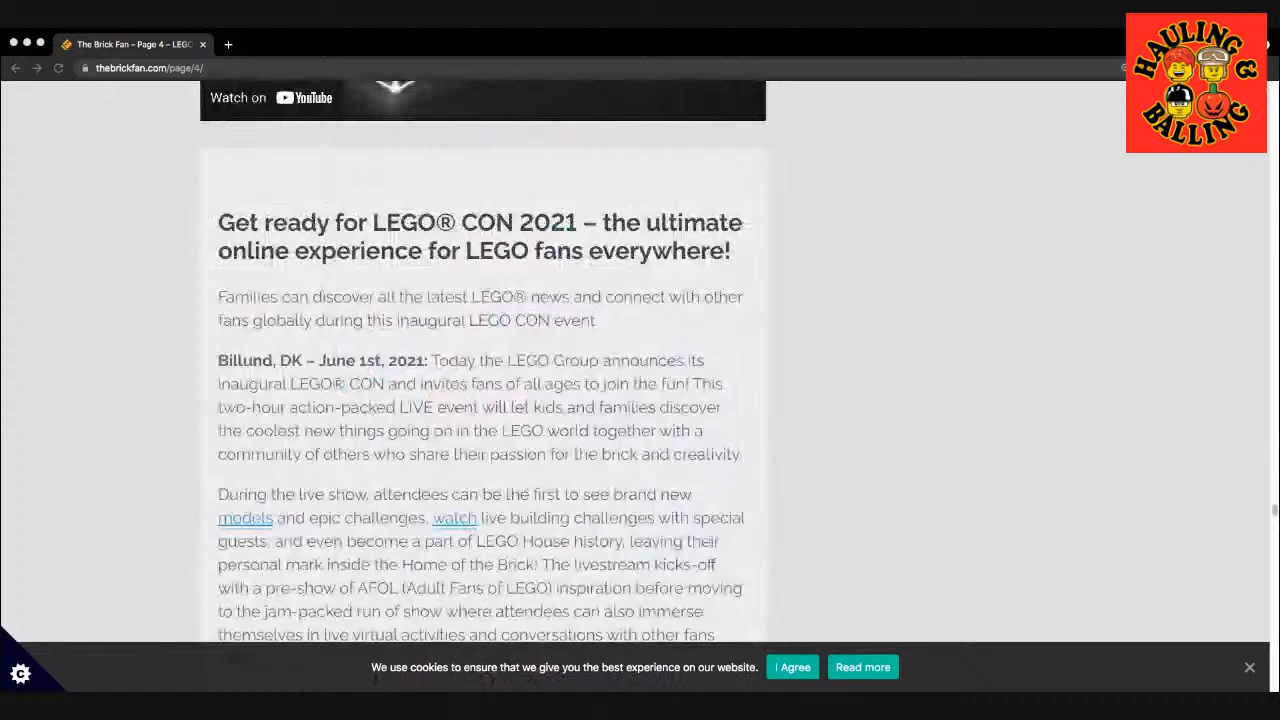 The Brick Fan – Page 4 – LEGO
thebrickfan.com/page/4/
HAULING &
BALLING
Watch on YouTube
Get ready for LEGO® CON 2021 – the ultimate
online experience for LEGO fans everywhere!
Families can discover all the latest LEGO® news and connect with other
fans globally during this inaugural LEGO CON event
Billund, DK – June 1st, 2021: Today the LEGO Group announces its
inaugural LEGO® CON and invites fans of all ages to join the fun! This
two-hour action-packed LIVE event will let kids and families discover
the coolest new things going on in the LEGO world together with a
community of others who share their passion for the brick and creativity.
During the live show, attendees can be the first to see brand new
models and epic challenges, watch live building challenges with special
guests, and even become a part of LEGO House history, leaving their
personal mark inside the Home of the Brick! The livestream kicks-off
with a pre-show of AFOL (Adult Fans of LEGO) inspiration before moving
to the jam-packed run of show where attendees can also immerse
themselves in live virtual activities and conversations with other fans
We use cookies to ensure that we give you the best experience on our website.
I Agree
Read more